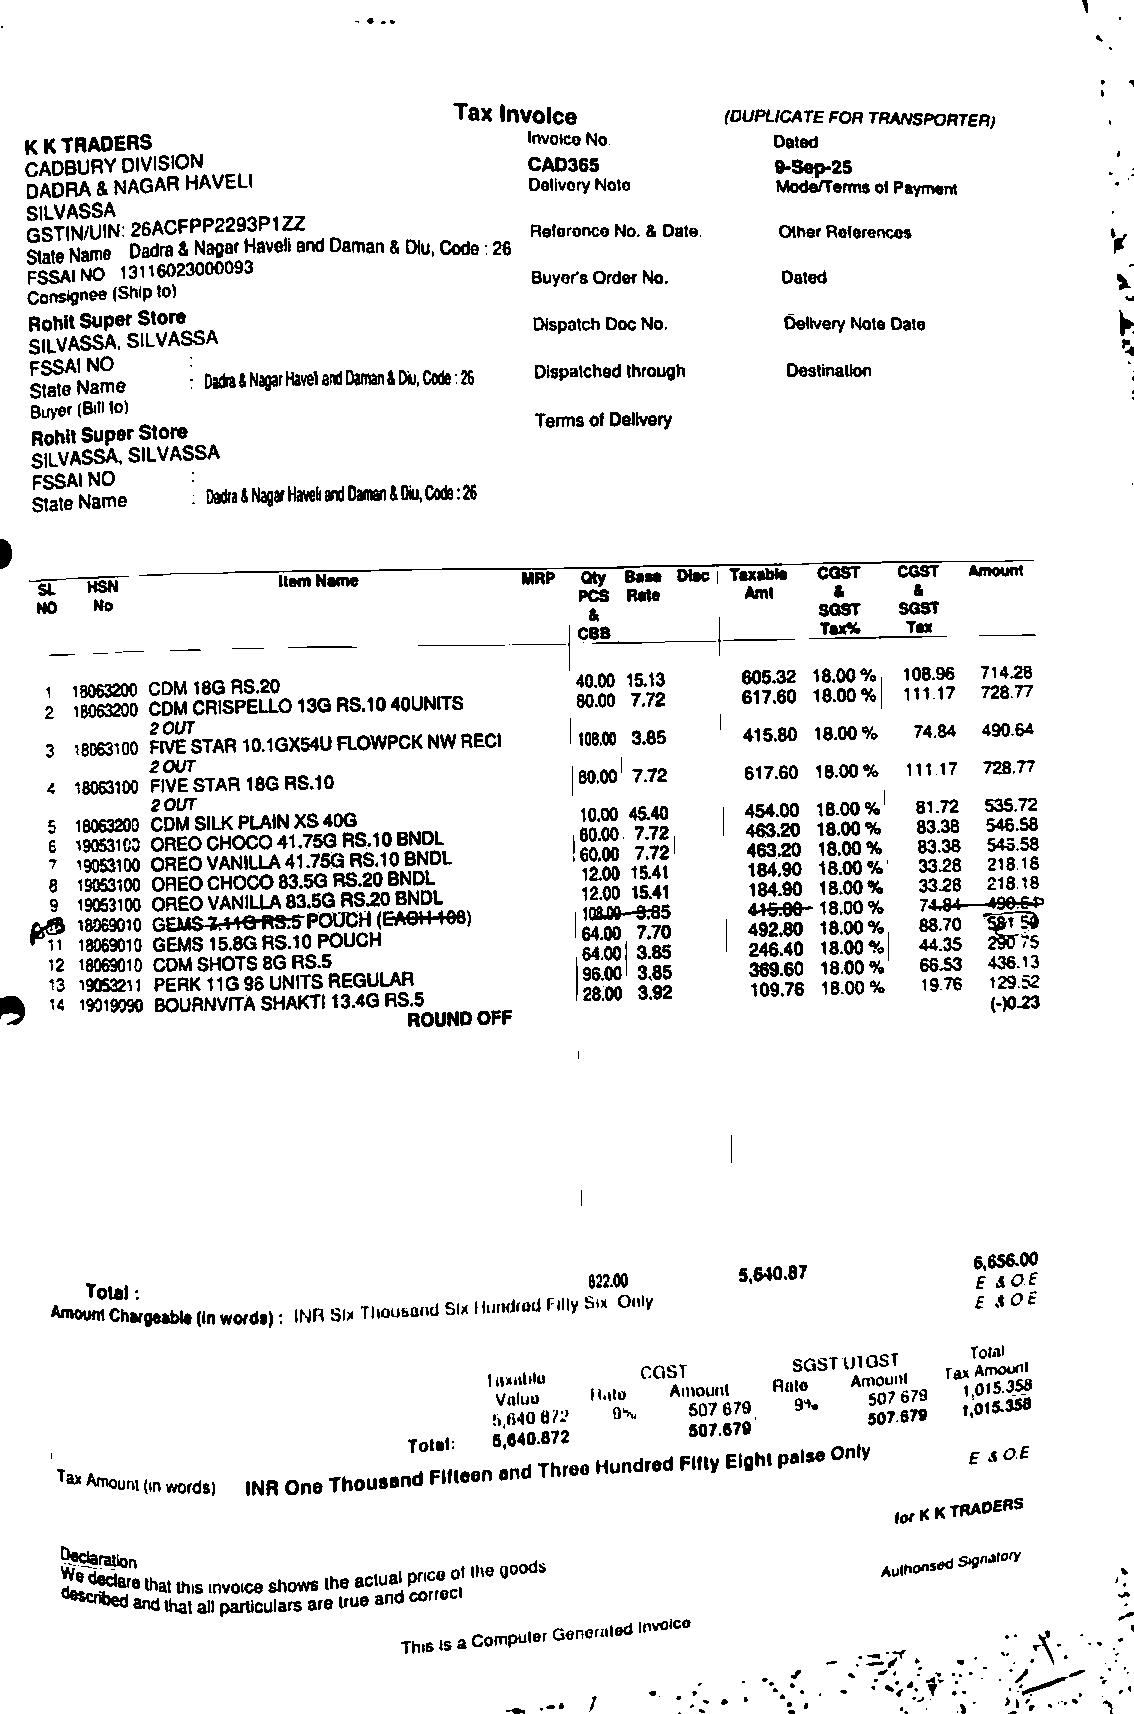 Tax Invoice (DUPLICATE FOR TRANSPORTER)
K K TRADERS
CADBURY DIVISION
DADRA & NAGAR HAVELI
SILVASSA
GSTIN/UIN: 26ACFPP2293P1ZZ
State Name Dadra & Nagar Haveli and Daman & Diu, Code : 26
FSSAI NO 13116023000093
Consignee (Ship to)
Rohit Super Store
SILVASSA, SILVASSA
FSSAI NO :
State Name : Dadra & Nagar Haveli and Daman & Diu, Code : 26
Buyer (Bill to)
Rohit Super Store
SILVASSA, SILVASSA
FSSAI NO :
State Name : Dadra & Nagar Haveli and Daman & Diu, Code : 26
Invoice No. Dated
CAD365 9-Sep-25
Delivery Note Mode/Terms of Payment
Reference No. & Date. Other References
Buyer's Order No. Dated
Dispatch Doc No. Delivery Note Date
Dispatched through Destination
Terms of Delivery
SL HSN Item Name MRP Qty Base Disc Taxable CGST CGST Amount
NO No PCS Rate Amt & &
& SGST SGST
CBB Tax% Tax
1 18063200 CDM 18G RS.20 40.00 15.13 605.32 18.00 % 108.96 714.28
2 18063200 CDM CRISPELLO 13G RS.10 40UNITS 80.00 7.72 617.60 18.00 % 111.17 728.77
2 OUT
3 18063100 FIVE STAR 10.1GX54U FLOWPCK NW RECI 108.00 3.85 415.80 18.00 % 74.84 490.64
2 OUT
4 18063100 FIVE STAR 18G RS.10 80.00 7.72 617.60 18.00 % 111.17 728.77
2 OUT
5 18063200 CDM SILK PLAIN XS 40G 10.00 45.40 454.00 18.00 % 81.72 535.72
6 19053100 OREO CHOCO 41.75G RS.10 BNDL 60.00 7.72 463.20 18.00 % 83.38 546.58
7 19053100 OREO VANILLA 41.75G RS.10 BNDL 60.00 7.72 463.20 18.00 % 83.38 546.58
8 19053100 OREO CHOCO 83.5G RS.20 BNDL 12.00 15.41 184.90 18.00 % 33.28 218.18
9 19053100 OREO VANILLA 83.5G RS.20 BNDL 12.00 15.41 184.90 18.00 % 33.28 218.18
18069010 GEMS 7.11G RS.5 POUCH (EACH 108) 108.00 3.85 415.80 18.00 % 74.84 490.64
11 18069010 GEMS 15.8G RS.10 POUCH 64.00 7.70 492.80 18.00 % 88.70 581.50
12 18069010 CDM SHOTS 8G RS.5 64.00 3.85 246.40 18.00 % 44.35 290.75
13 19053211 PERK 11G 96 UNITS REGULAR 96.00 3.85 369.60 18.00 % 66.53 436.13
14 19019090 BOURNVITA SHAKTI 13.4G RS.5 28.00 3.92 109.76 18.00 % 19.76 129.52
ROUND OFF (-)0.23
Total : 822.00 5,640.87 6,656.00
E & O E
Amount Chargeable (in words) : INR Six Thousand Six Hundred Fifty Six Only E & O E
Taxable CGST SGST UTGST Total
Value Rate Amount Rate Amount Tax Amount
5,640.872 9% 507.679 9% 507.679 1,015.358
Total: 5,640.872 507.679 507.679 1,015.358
Tax Amount (in words) INR One Thousand Fifteen and Three Hundred Fifty Eight paise Only E & O.E
for K K TRADERS
Declaration
We declare that this invoice shows the actual price of the goods
described and that all particulars are true and correct
Authorised Signatory
This is a Computer Generated Invoice